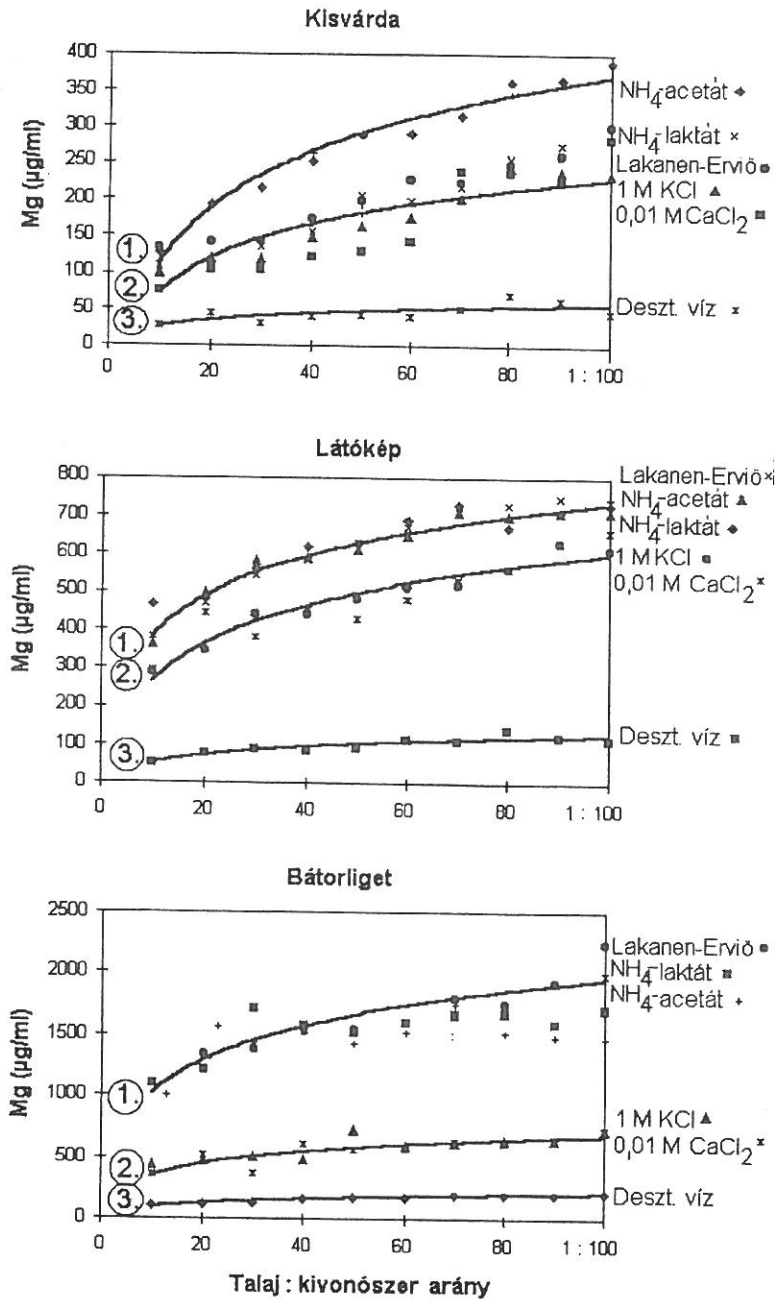 Kisvárda
Mg (µg/ml)
400
350
300
250
200
150
100
50
0
1.
2.
3.
NH4-acetát
NH4-laktát
Lakanen-Erviö
1 M KCl
0,01 M CaCl2
Deszt. víz
0 20 40 60 80 1 : 100
Látókép
Mg (µg/ml)
800
700
600
500
400
300
200
100
0
1.
2.
3.
Lakanen-Erviö
NH4-acetát
NH4-laktát
1 M KCl
0,01 M CaCl2
Deszt. víz
0 20 40 60 80 1 : 100
Bátorliget
Mg (µg/ml)
2500
2000
1500
1000
500
0
1.
2.
3.
Lakanen-Erviö
NH4-laktát
NH4-acetát
1 M KCl
0,01 M CaCl2
Deszt. víz
0 20 40 60 80 1 : 100
Talaj : kivonószer arány